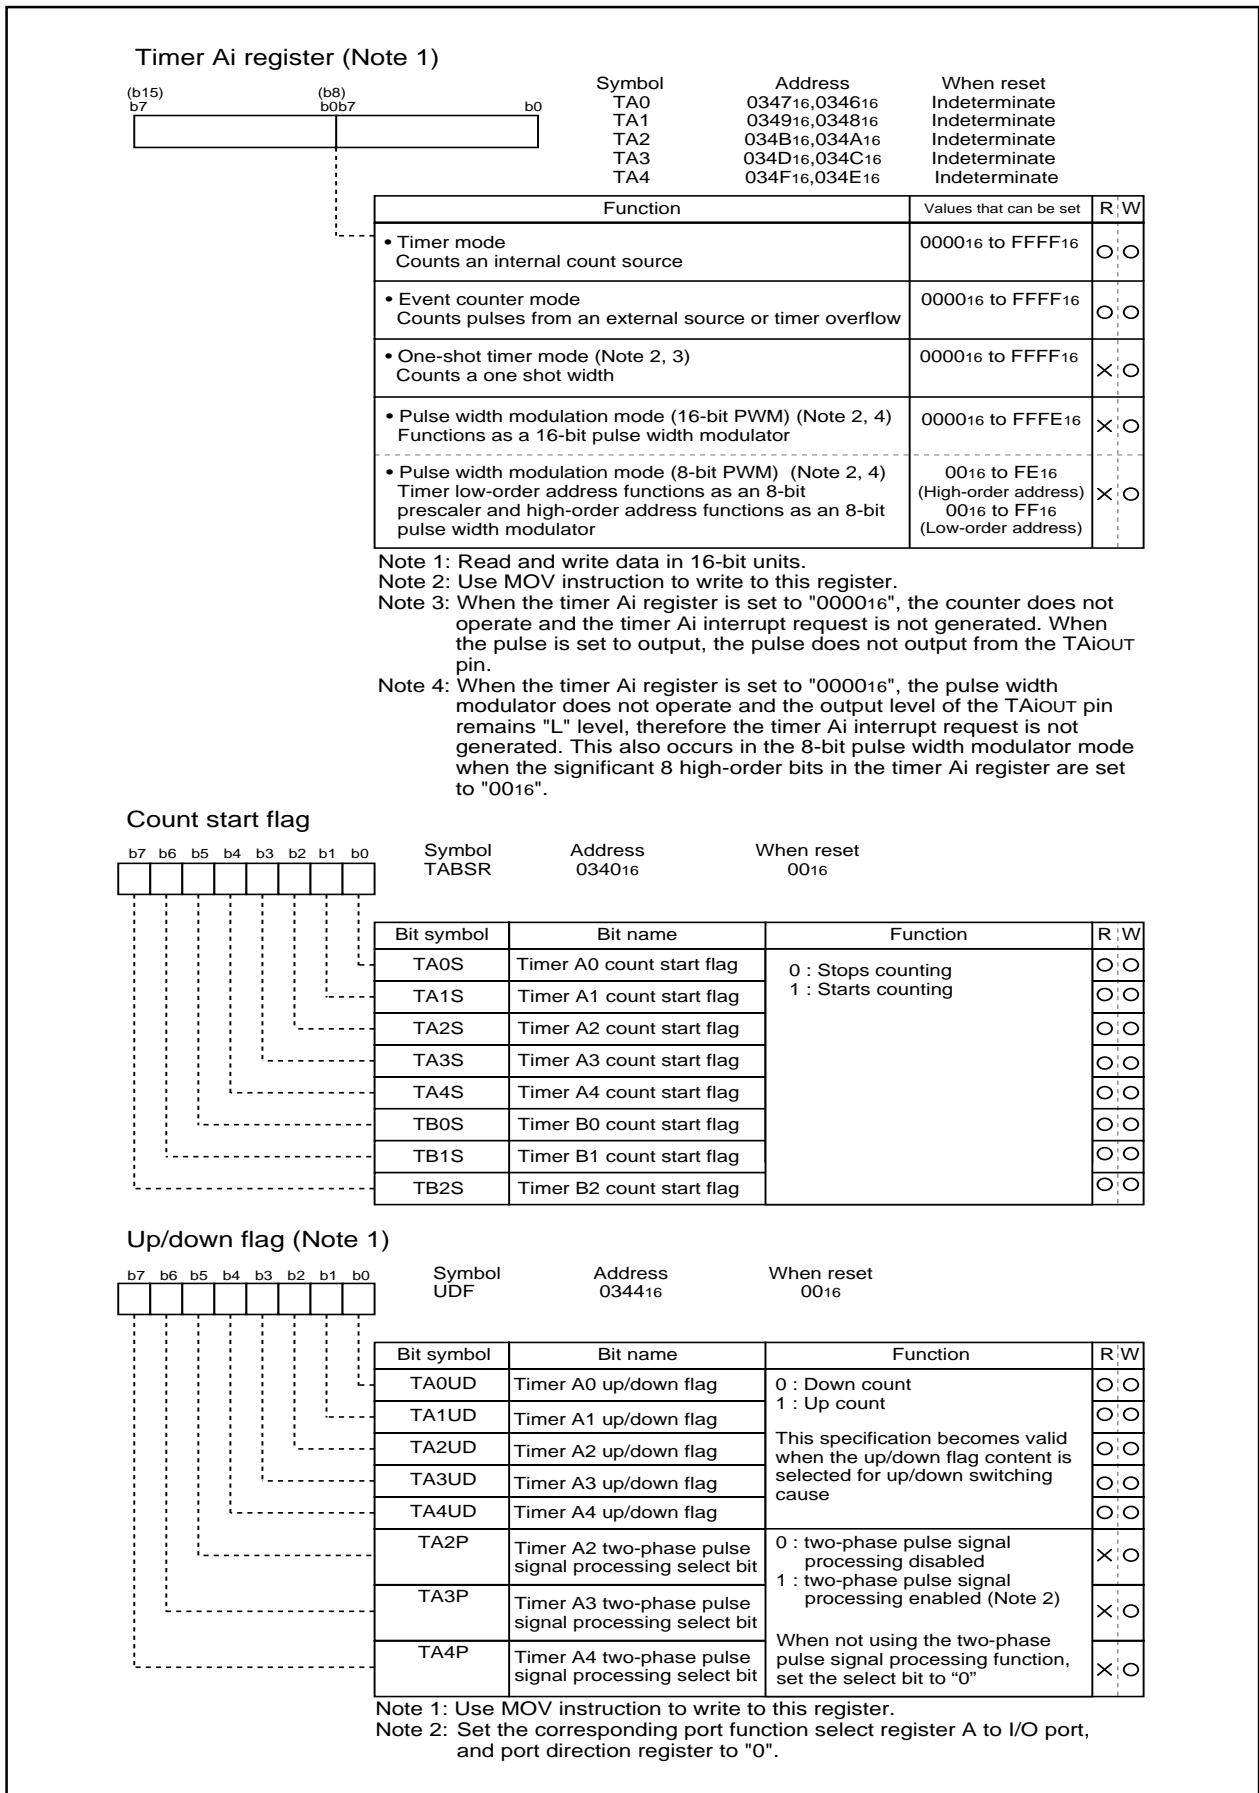 Timer Ai register (Note 1)
(b15) (b8)
b7 b0b7 b0
Symbol Address When reset
TA0 034716,034616 Indeterminate
TA1 034916,034816 Indeterminate
TA2 034B16,034A16 Indeterminate
TA3 034D16,034C16 Indeterminate
TA4 034F16,034E16 Indeterminate
Function Values that can be set R W
• Timer mode 000016 to FFFF16
Counts an internal count source
• Event counter mode 000016 to FFFF16
Counts pulses from an external source or timer overflow
• One-shot timer mode (Note 2, 3) 000016 to FFFF16
Counts a one shot width
• Pulse width modulation mode (16-bit PWM) (Note 2, 4) 000016 to FFFE16
Functions as a 16-bit pulse width modulator
• Pulse width modulation mode (8-bit PWM) (Note 2, 4) 0016 to FE16
Timer low-order address functions as an 8-bit (High-order address)
prescaler and high-order address functions as an 8-bit 0016 to FF16
pulse width modulator (Low-order address)
Note 1: Read and write data in 16-bit units.
Note 2: Use MOV instruction to write to this register.
Note 3: When the timer Ai register is set to "000016", the counter does not
operate and the timer Ai interrupt request is not generated. When
the pulse is set to output, the pulse does not output from the TAiOUT
pin.
Note 4: When the timer Ai register is set to "000016", the pulse width
modulator does not operate and the output level of the TAiOUT pin
remains "L" level, therefore the timer Ai interrupt request is not
generated. This also occurs in the 8-bit pulse width modulator mode
when the significant 8 high-order bits in the timer Ai register are set
to "0016".
Count start flag
b7 b6 b5 b4 b3 b2 b1 b0
Symbol Address When reset
TABSR 034016 0016
Bit symbol Bit name Function R W
TA0S Timer A0 count start flag 0 : Stops counting
TA1S Timer A1 count start flag 1 : Starts counting
TA2S Timer A2 count start flag
TA3S Timer A3 count start flag
TA4S Timer A4 count start flag
TB0S Timer B0 count start flag
TB1S Timer B1 count start flag
TB2S Timer B2 count start flag
Up/down flag (Note 1)
b7 b6 b5 b4 b3 b2 b1 b0
Symbol Address When reset
UDF 034416 0016
Bit symbol Bit name Function R W
TA0UD Timer A0 up/down flag 0 : Down count
TA1UD Timer A1 up/down flag 1 : Up count
TA2UD Timer A2 up/down flag This specification becomes valid
when the up/down flag content is
TA3UD Timer A3 up/down flag selected for up/down switching
cause
TA4UD Timer A4 up/down flag
TA2P Timer A2 two-phase pulse 0 : two-phase pulse signal
signal processing select bit processing disabled
1 : two-phase pulse signal
TA3P Timer A3 two-phase pulse processing enabled (Note 2)
signal processing select bit
When not using the two-phase
TA4P Timer A4 two-phase pulse pulse signal processing function,
signal processing select bit set the select bit to “0”
Note 1: Use MOV instruction to write to this register.
Note 2: Set the corresponding port function select register A to I/O port,
and port direction register to "0".